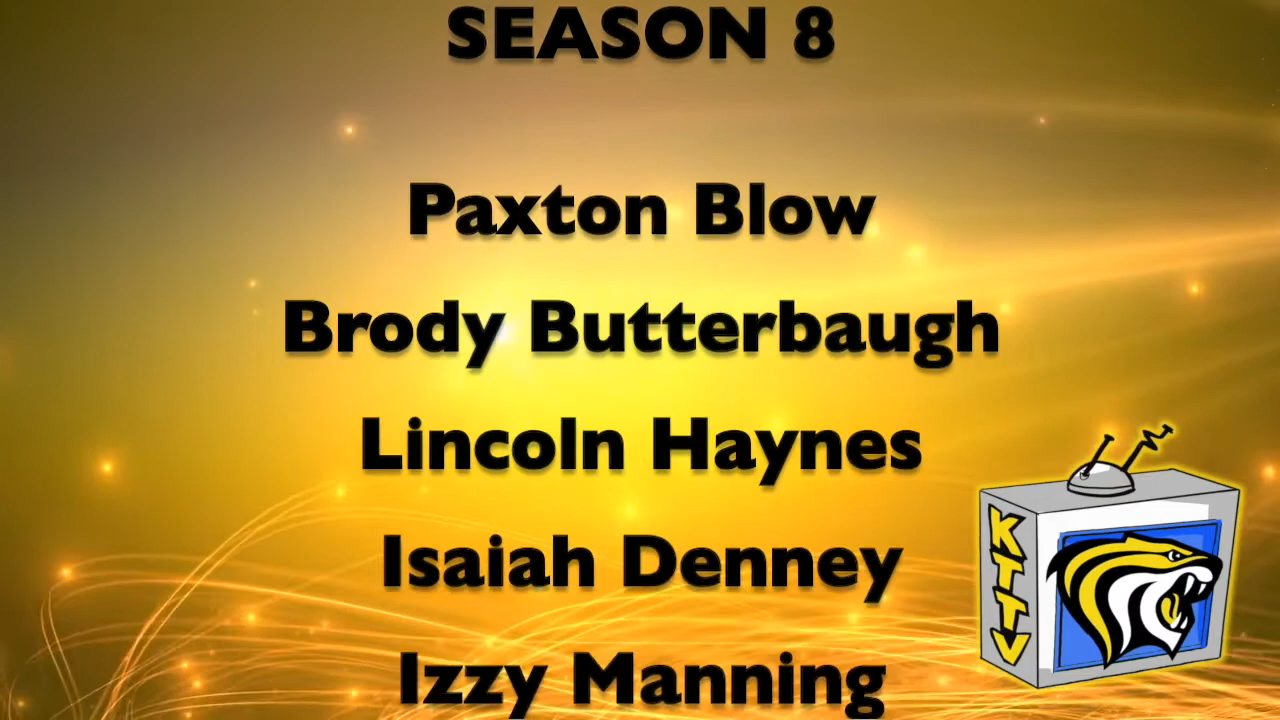 SEASON 8
Paxton Blow
Brody Butterbaugh
Lincoln Haynes
Isaiah Denney
Izzy Manning
KTTV